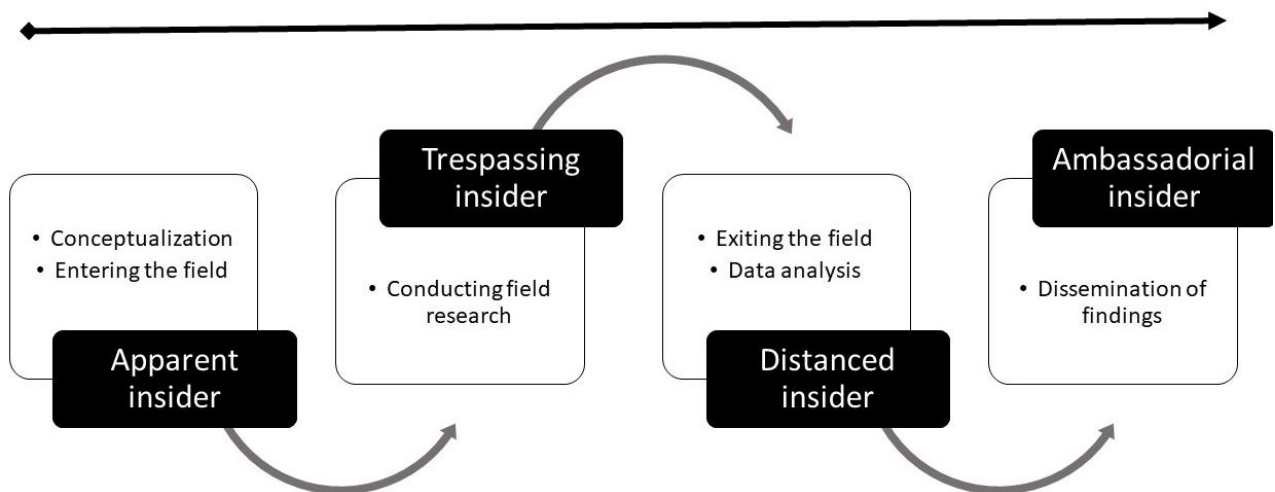 • Conceptualization
• Entering the field
Apparent
insider
Trespassing
insider
• Conducting field
research
• Exiting the field
• Data analysis
Distanced
insider
Ambassadorial
insider
• Dissemination of
findings